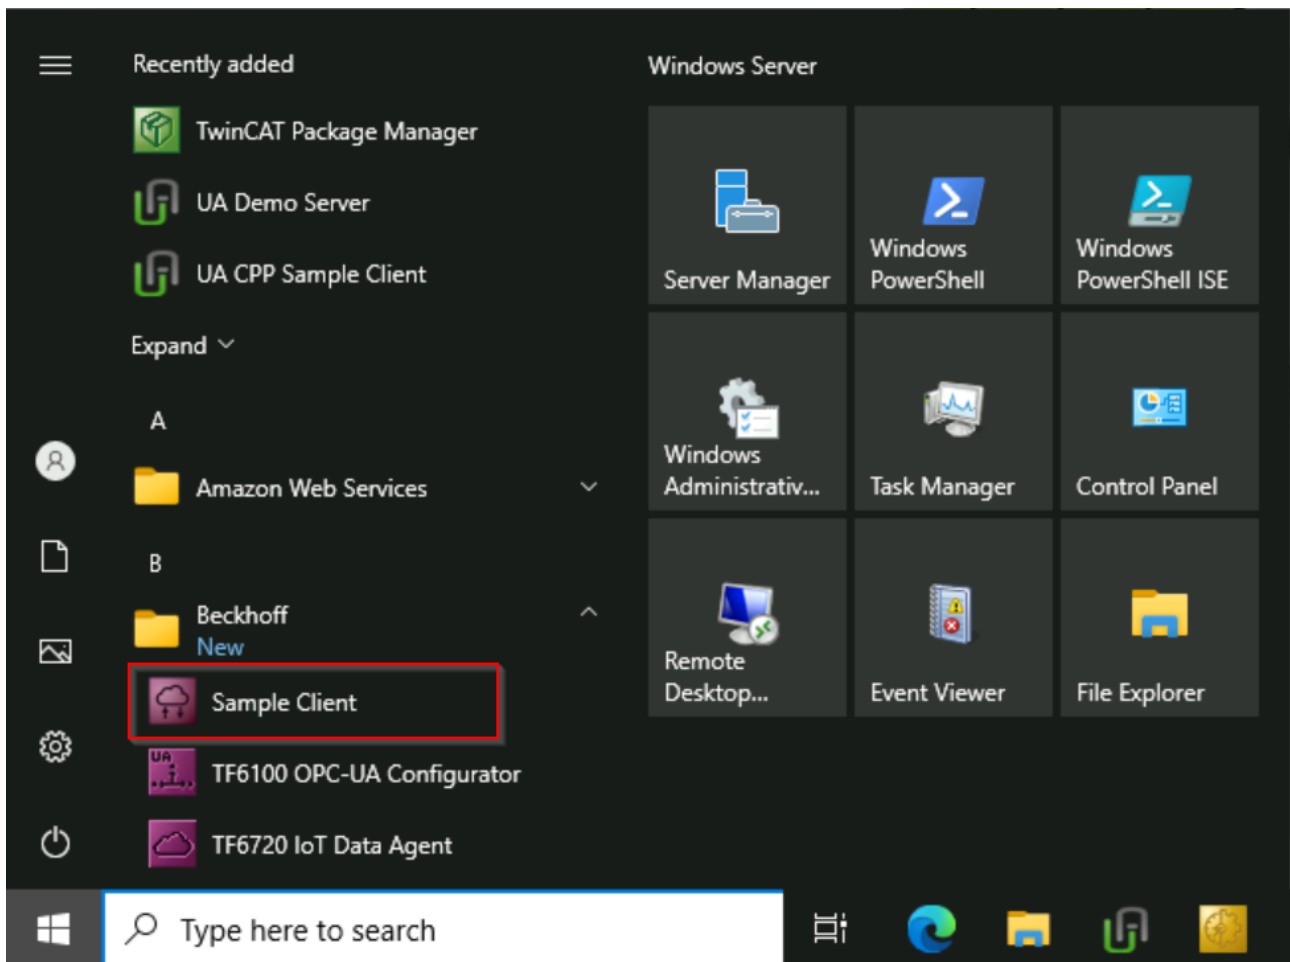 Recently added
TwinCAT Package Manager
UA Demo Server
UA CPP Sample Client
Expand
A
Amazon Web Services
B
Beckhoff
New
Sample Client
UA
TF6100 OPC-UA Configurator
TF6720 IoT Data Agent
Windows Server
Server Manager
Windows
PowerShell
Windows
PowerShell ISE
Windows
Administrativ...
Task Manager
Control Panel
Remote
Desktop...
Event Viewer
File Explorer
Type here to search